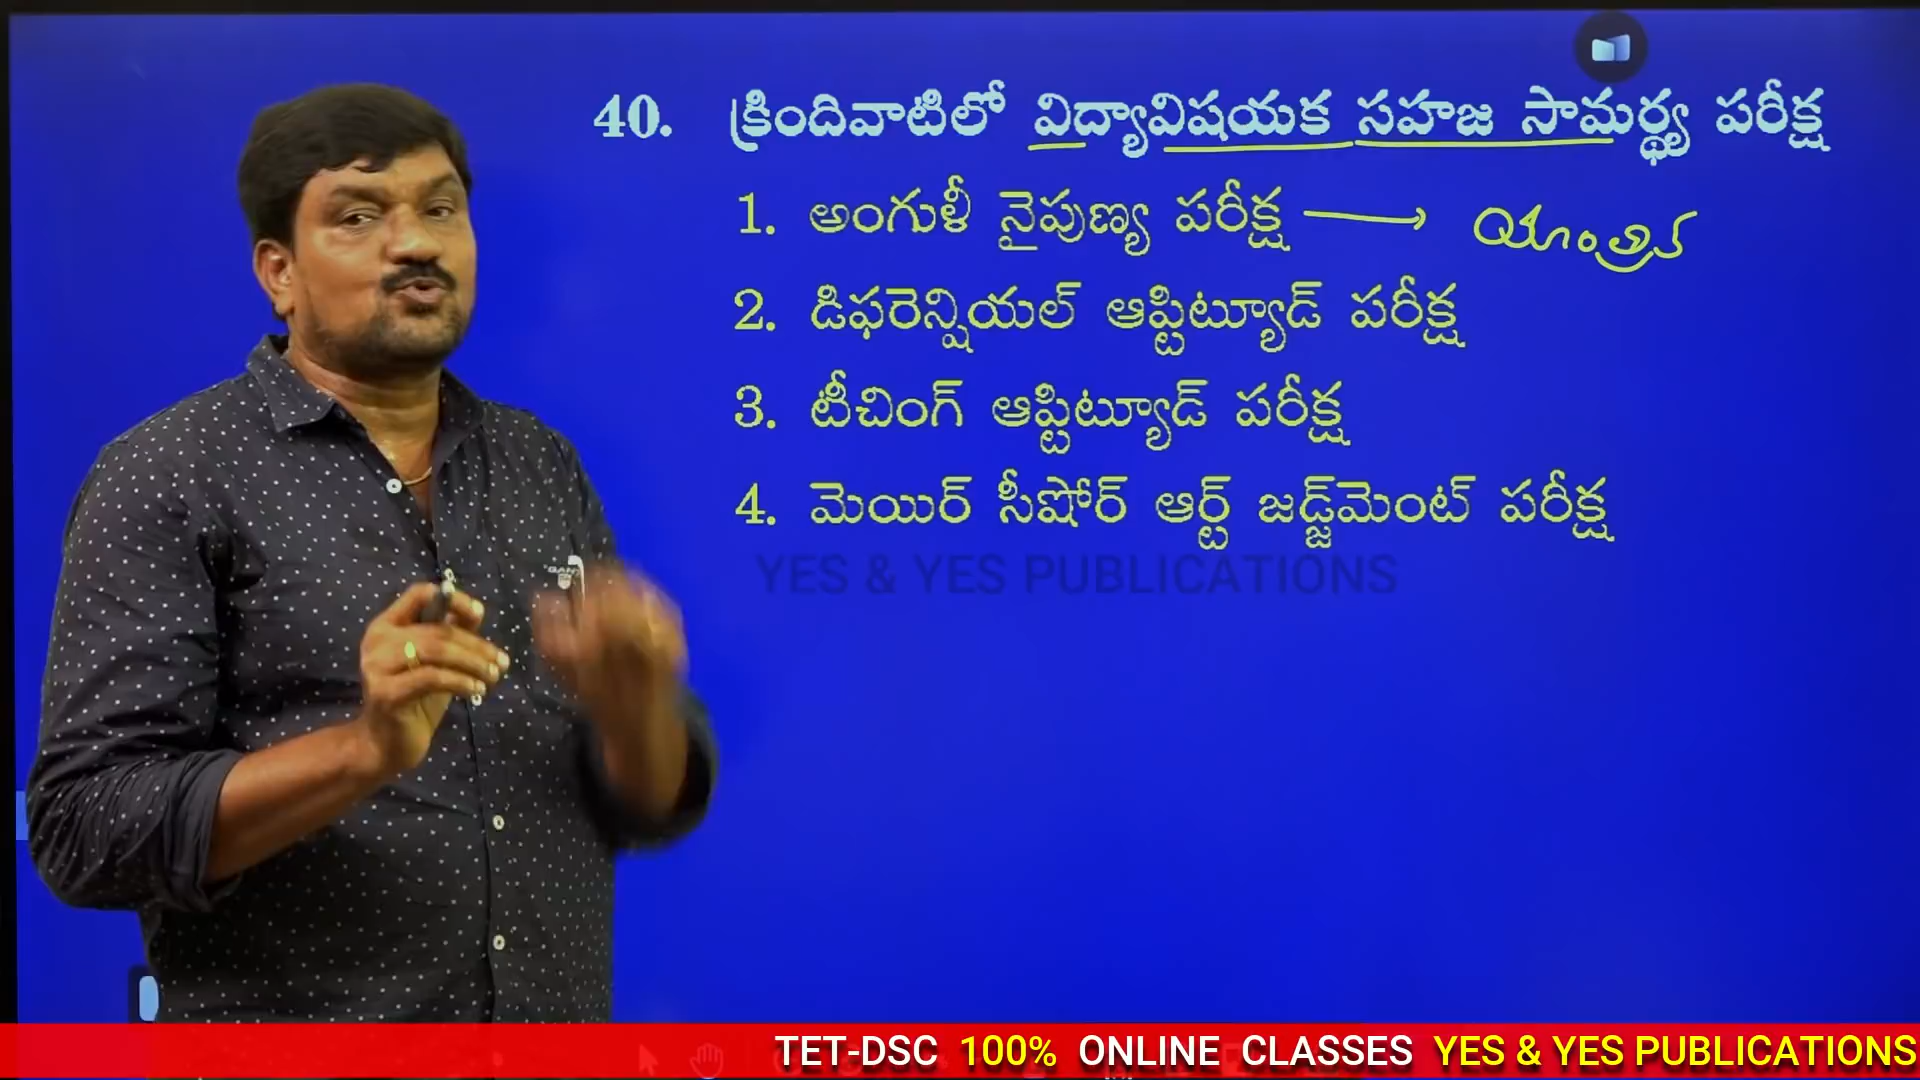 40. క్రిందివాటిలో విద్యావిషయక సహజ సామర్థ్య పరీక్ష
1. అంగుళీ నైపుణ్య పరీక్ష → యాంత్రిక
2. డిఫరెన్షియల్ ఆప్టిట్యూడ్ పరీక్ష
3. టీచింగ్ ఆప్టిట్యూడ్ పరీక్ష
4. మెయిర్ సీషోర్ ఆర్ట్ జడ్జ్‌మెంట్ పరీక్ష
YES & YES PUBLICATIONS
GANT
TET-DSC 100% ONLINE CLASSES YES & YES PUBLICATIONS